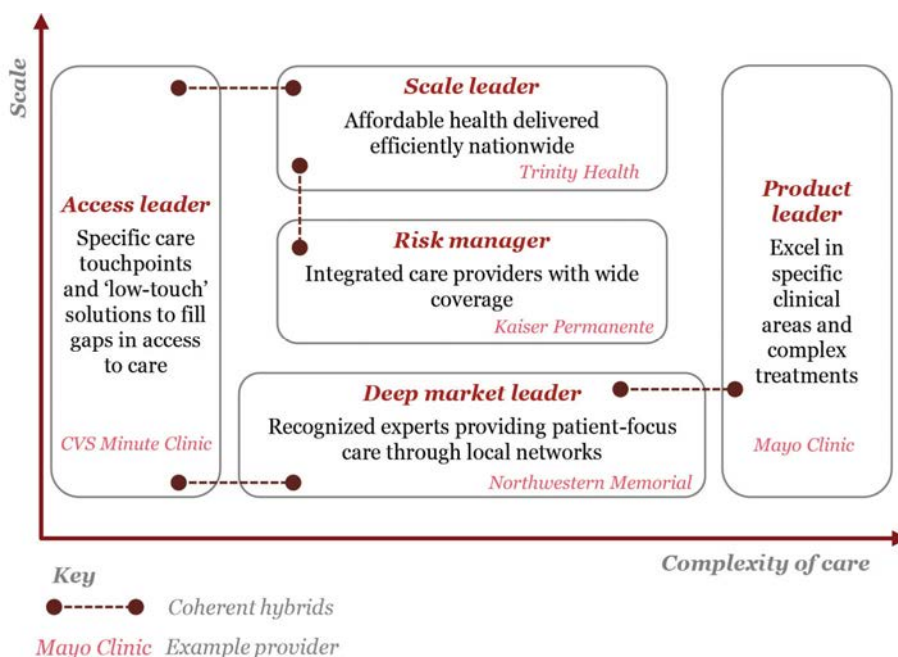 Scale
Scale leader
Affordable health delivered
efficiently nationwide
Trinity Health
Access leader
Specific care
touchpoints
and ‘low-touch’
solutions to fill
gaps in access
to care
CVS Minute Clinic
Risk manager
Integrated care providers with wide
coverage
Kaiser Permanente
Deep market leader
Recognized experts providing patient-focus
care through local networks
Northwestern Memorial
Product
leader
Excel in
specific
clinical
areas and
complex
treatments
Mayo Clinic
Complexity of care
Key
Coherent hybrids
Mayo Clinic Example provider